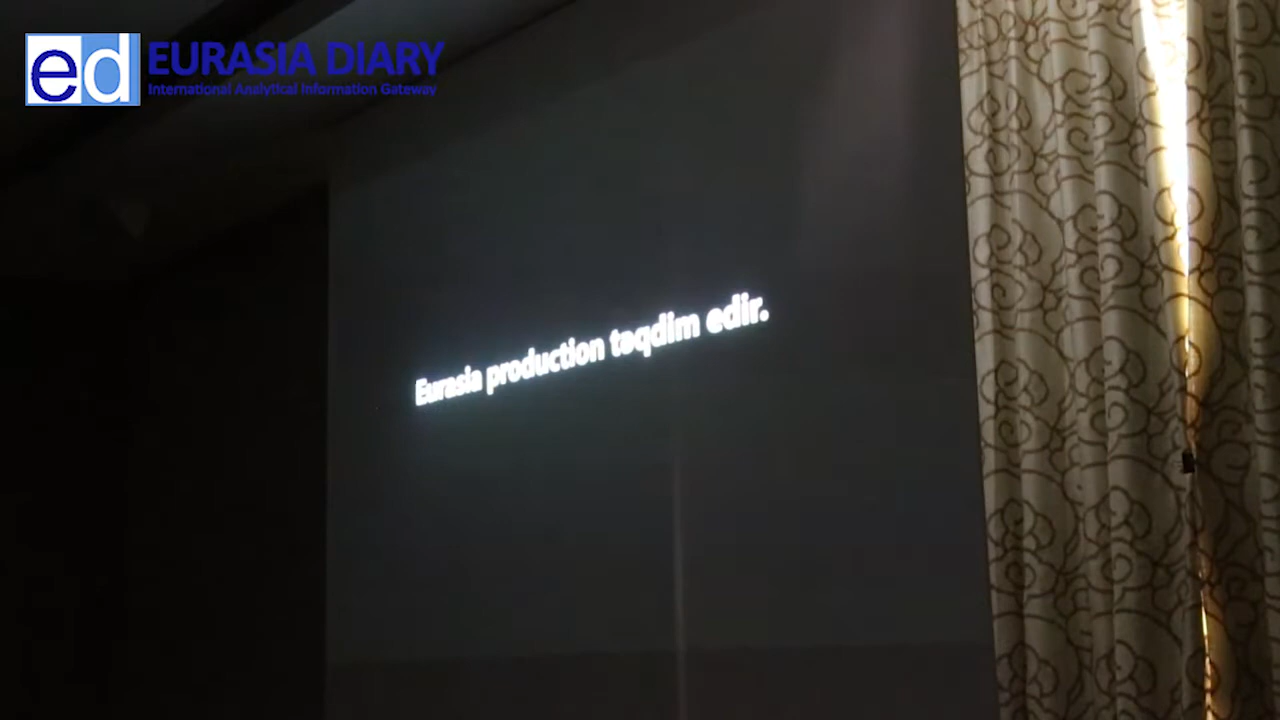 ed EURASIA DIARY
International Analytical Information Gateway
Eurasia production təqdim edir.